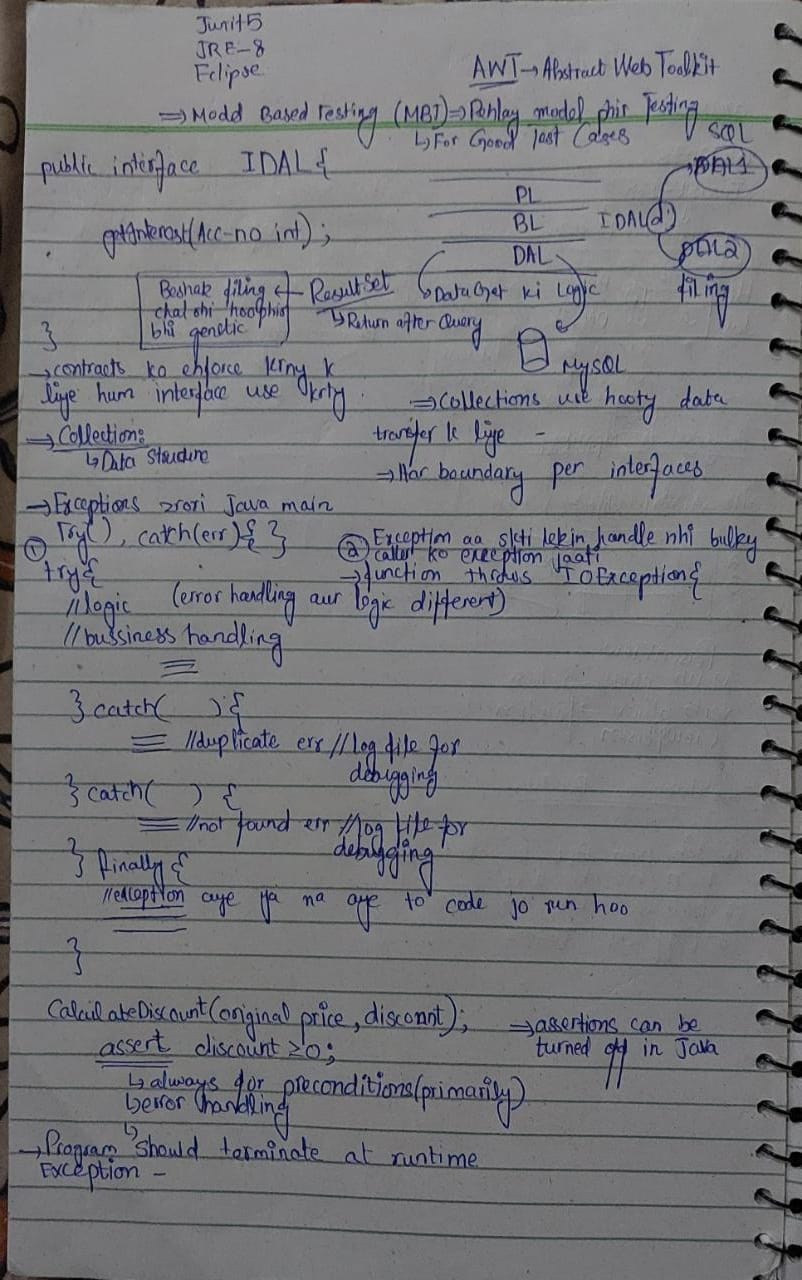 Junit5
JRE-8
Eclipse
AWT → Abstract Web Toolkit
⇒ Model Based Testing (MBT) ⇒ Pehlay model phir Testing
↳ For Good Test Cases
public interface IDAL{
getInterest(Acc-no int);
}
PL
BL
DAL
IDAL(d.)
SQL
DAL1
DAL2
filing
ResultSet
↳ Return after Query
Beshak filing
chal rhi hoo phir
bhi genetic
↳ Data Get ki Logic
MySQL
→ contracts ko enforce krny k
liye hum interface use krty
→ Collection:
↳ Data Structure
⇒ Collections use hooty data
transfer k liye -
⇒ Har boundary per interfaces
→ Exceptions zrori Java main
① Try(), catch(err){ }
try{
//logic (error handling aur logic different)
//bussiness handling
② Exception aa skti lekin handle nhi bulky
caller ko exception jaati
→ function throws IOException{
} catch( ){
//duplicate err //log file for
debugging
} catch( ) {
//not found err //log file for
debugging
} finally{
//exception aye ya na aye to code jo run hoo
}
CalculateDiscount(original price, discount);
assert discount ≥0;
↳ always for preconditions(primarily)
↳ error handling
⇒ assertions can be
turned off in Java
→ Program should terminate at runtime
Exception -